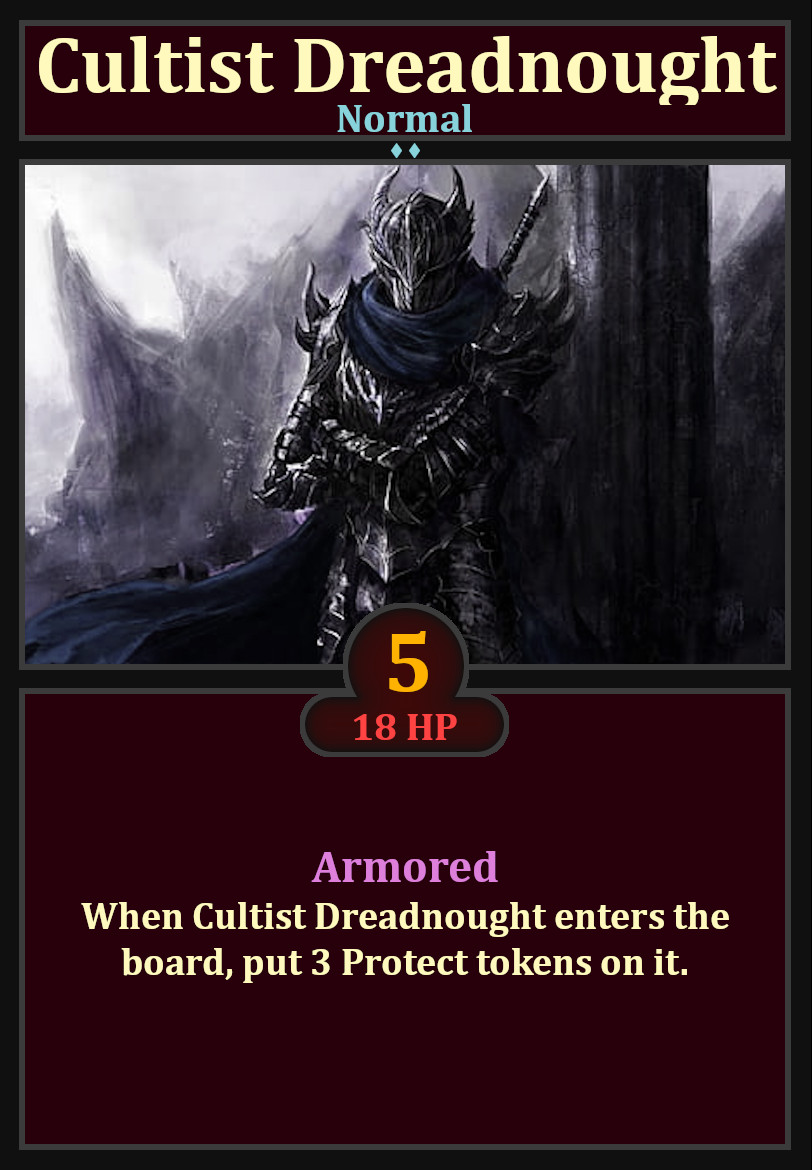 Cultist Dreadnought
Normal
5
18 HP
Armored
When Cultist Dreadnought enters the
board, put 3 Protect tokens on it.